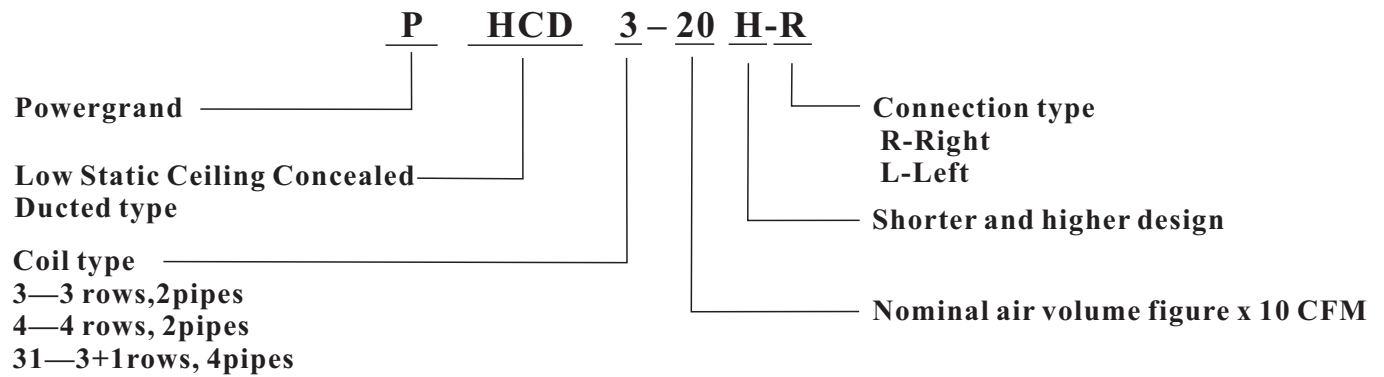 P HCD 3 – 20 H-R
Powergrand
Low Static Ceiling Concealed
Ducted type
Coil type
3—3 rows,2pipes
4—4 rows, 2pipes
31—3+1rows, 4pipes
Connection type
R-Right
L-Left
Shorter and higher design
Nominal air volume figure x 10 CFM